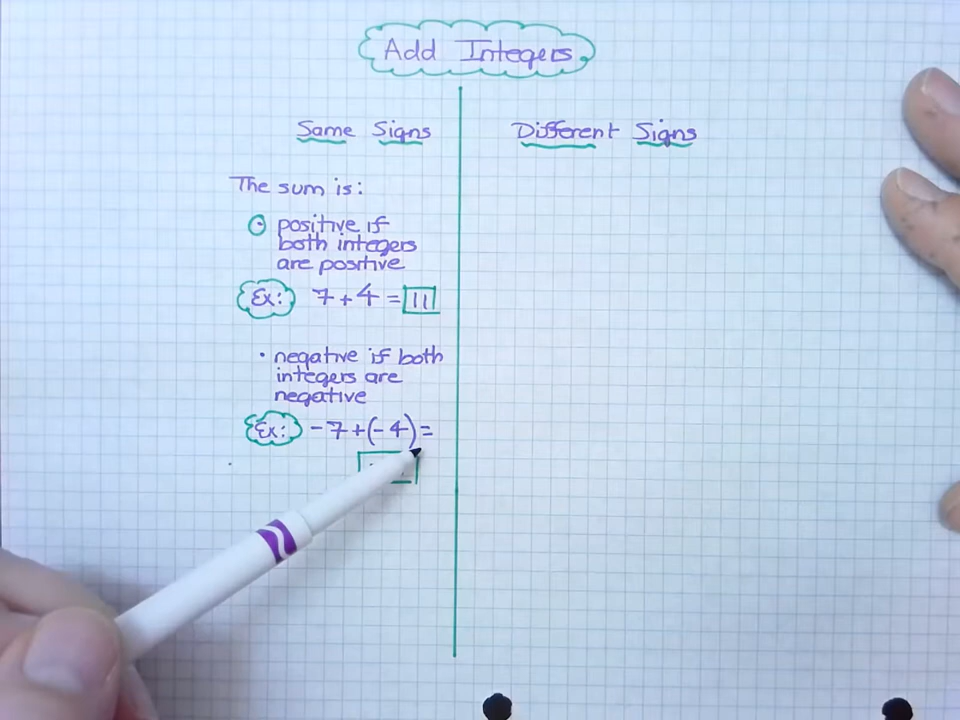 Add Integers
Same Signs
The sum is:
• positive if
both integers
are positive
Ex: 7 + 4 = 11
• negative if both
integers are
negative
Ex: -7 + (-4) =
Different Signs